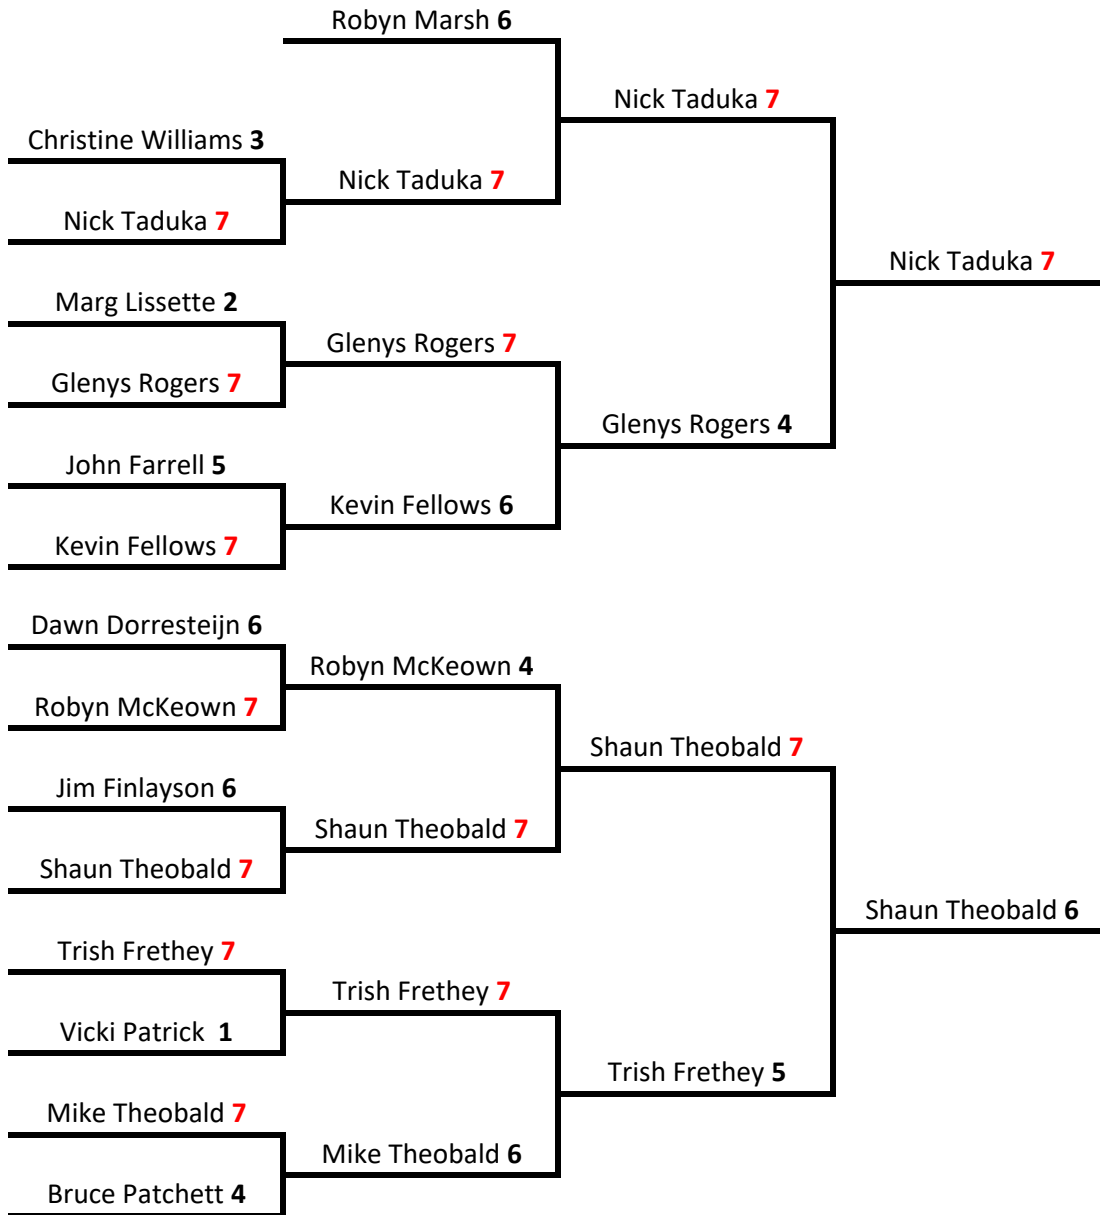 Robyn Marsh 6
Nick Taduka 7
Christine Williams 3
Nick Taduka 7
Nick Taduka 7
Nick Taduka 7
Marg Lissette 2
Glenys Rogers 7
Glenys Rogers 7
Glenys Rogers 4
John Farrell 5
Kevin Fellows 6
Kevin Fellows 7
Dawn Dorresteijn 6
Robyn McKeown 4
Robyn McKeown 7
Shaun Theobald 7
Jim Finlayson 6
Shaun Theobald 7
Shaun Theobald 7
Shaun Theobald 6
Trish Frethey 7
Trish Frethey 7
Vicki Patrick 1
Trish Frethey 5
Mike Theobald 7
Mike Theobald 6
Bruce Patchett 4